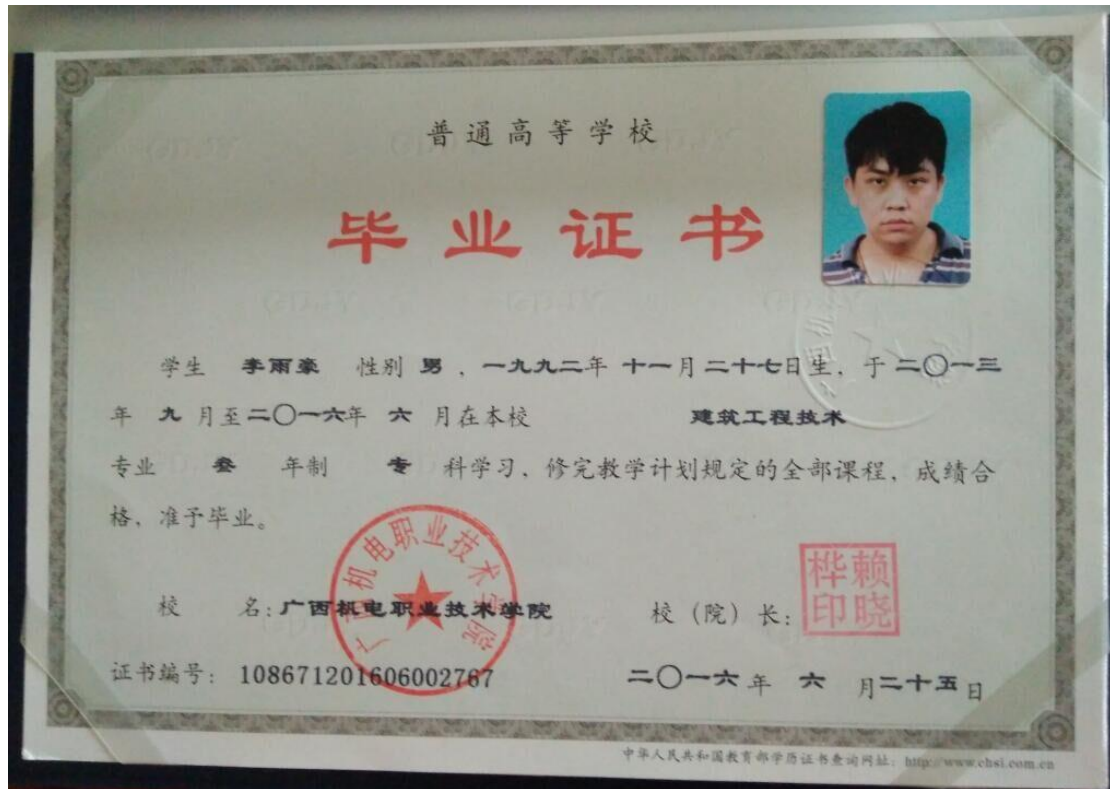 普通高等学校
毕业证书
学生 李雨豪 性别 男 、一九九二年 十一月二十七日生，于 二〇一三
年 九 月至二〇一六年 六 月在本校 建筑工程技术
专业 叁 年制 专 科学习、修完教学计划规定的全部课程，成绩合
格，准予毕业。
广西机电职业技术学院
校 名：广西机电职业技术学院 校（院）长：
赖晓桦印
证书编号：108671201606002767 二〇一六年 六 月二十五日
中华人民共和国教育部学历证书查询网址：http://www.chsi.com.cn